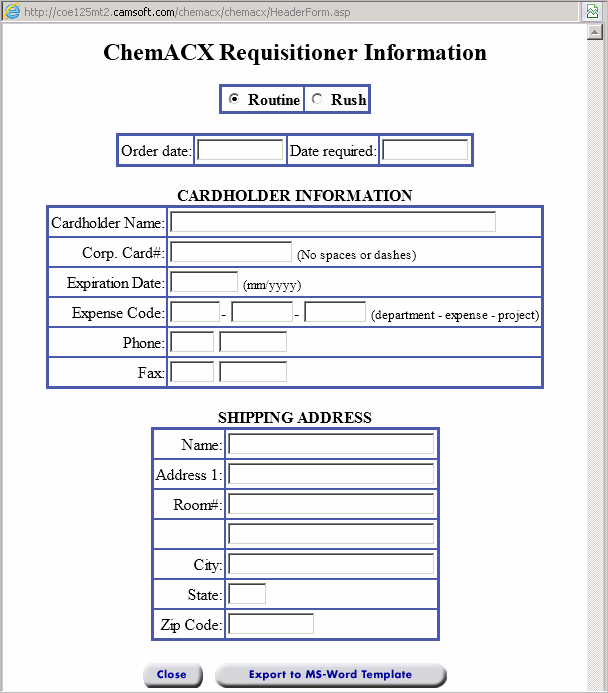 http://coe125mt2.camsoft.com/chemacx/chemacx/HeaderForm.asp
ChemACX Requisitioner Information
Routine Rush
Order date: Date required:
CARDHOLDER INFORMATION
Cardholder Name:
Corp. Card#: (No spaces or dashes)
Expiration Date: (mm/yyyy)
Expense Code: - - (department - expense - project)
Phone:
Fax:
SHIPPING ADDRESS
Name:
Address 1:
Room#:
City:
State:
Zip Code:
Close Export to MS-Word Template